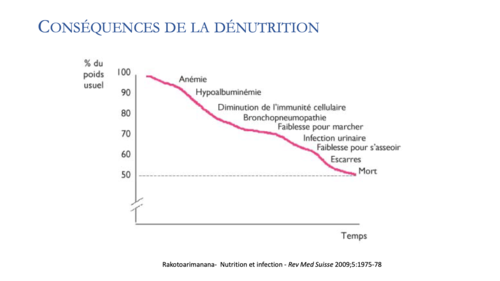 CONSÉQUENCES DE LA DÉNUTRITION
% du
poids
usuel
100
90
80
70
60
50
Anémie
Hypoalbuminémie
Diminution de l'immunité cellulaire
Bronchopneumopathie
Faiblesse pour marcher
Infection urinaire
Faiblesse pour s'asseoir
Escarres
Mort
Temps
Rakotoarimanana- Nutrition et infection - Rev Med Suisse 2009;5:1975-78